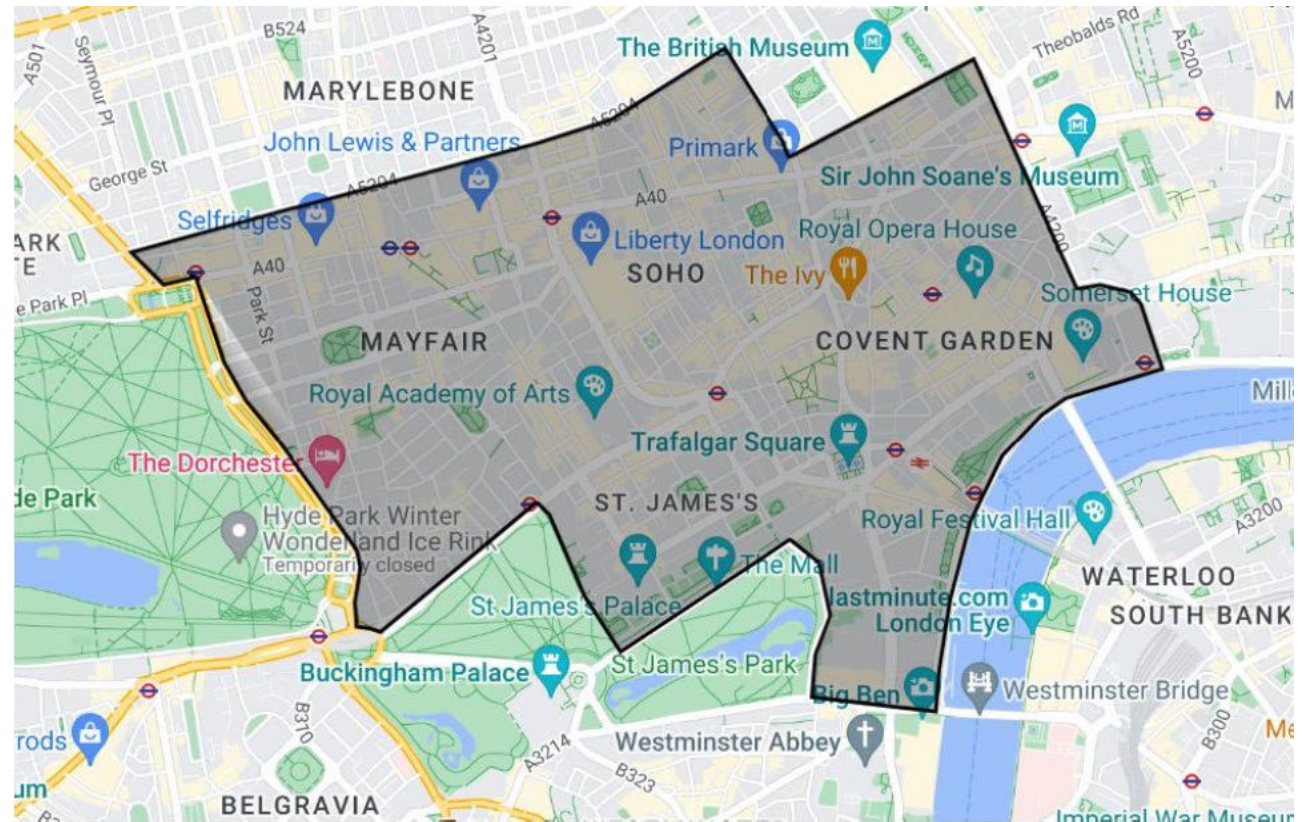 B524
A4201
A501
Seymour Pl
MARYLEBONE
The British Museum
Theobalds Rd
A5200
A5204
John Lewis & Partners
Primark
George St
A5204
Sir John Soane's Museum
Selfridges
A40
A4200
Liberty London
Royal Opera House
SOHO
The Ivy
A40
Park St
e Park Pl
Somerset House
MAYFAIR
COVENT GARDEN
Royal Academy of Arts
Trafalgar Square
The Dorchester
de Park
Hyde Park Winter
Wonderland Ice Rink
Temporarily closed
ST. JAMES'S
Royal Festival Hall
A3200
The Mall
WATERLOO
St James's Palace
lastminute.com
London Eye
SOUTH BANK
Buckingham Palace
St James's Park
Big Ben
Westminster Bridge
B310
rods
A3214
Westminster Abbey
B323
B300
um
BELGRAVIA
Imperial War Museum